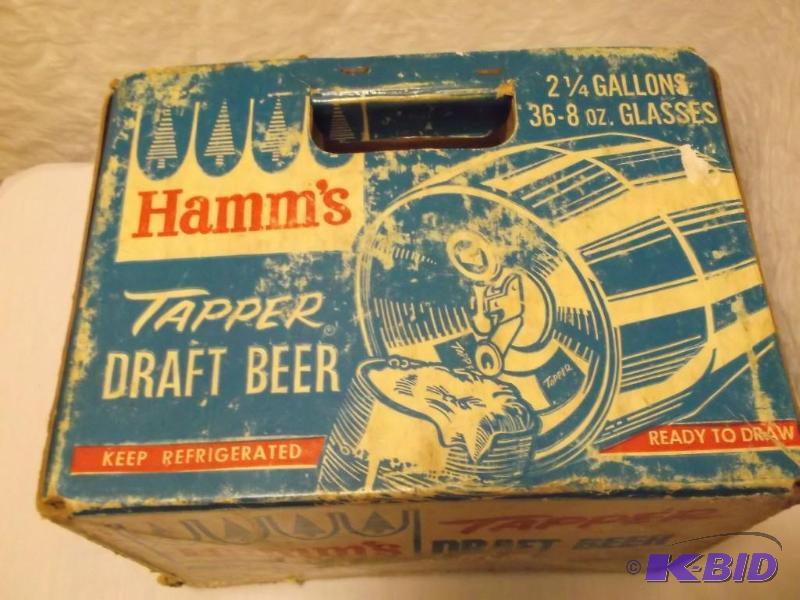 2 1/4 GALLONS
36-8 oz. GLASSES
Hamm's
TAPPER®
DRAFT BEER
TAPPER
KEEP REFRIGERATED
READY TO DRAW
Hamm's
TAPPER
DRAFT BEER
© K-BID